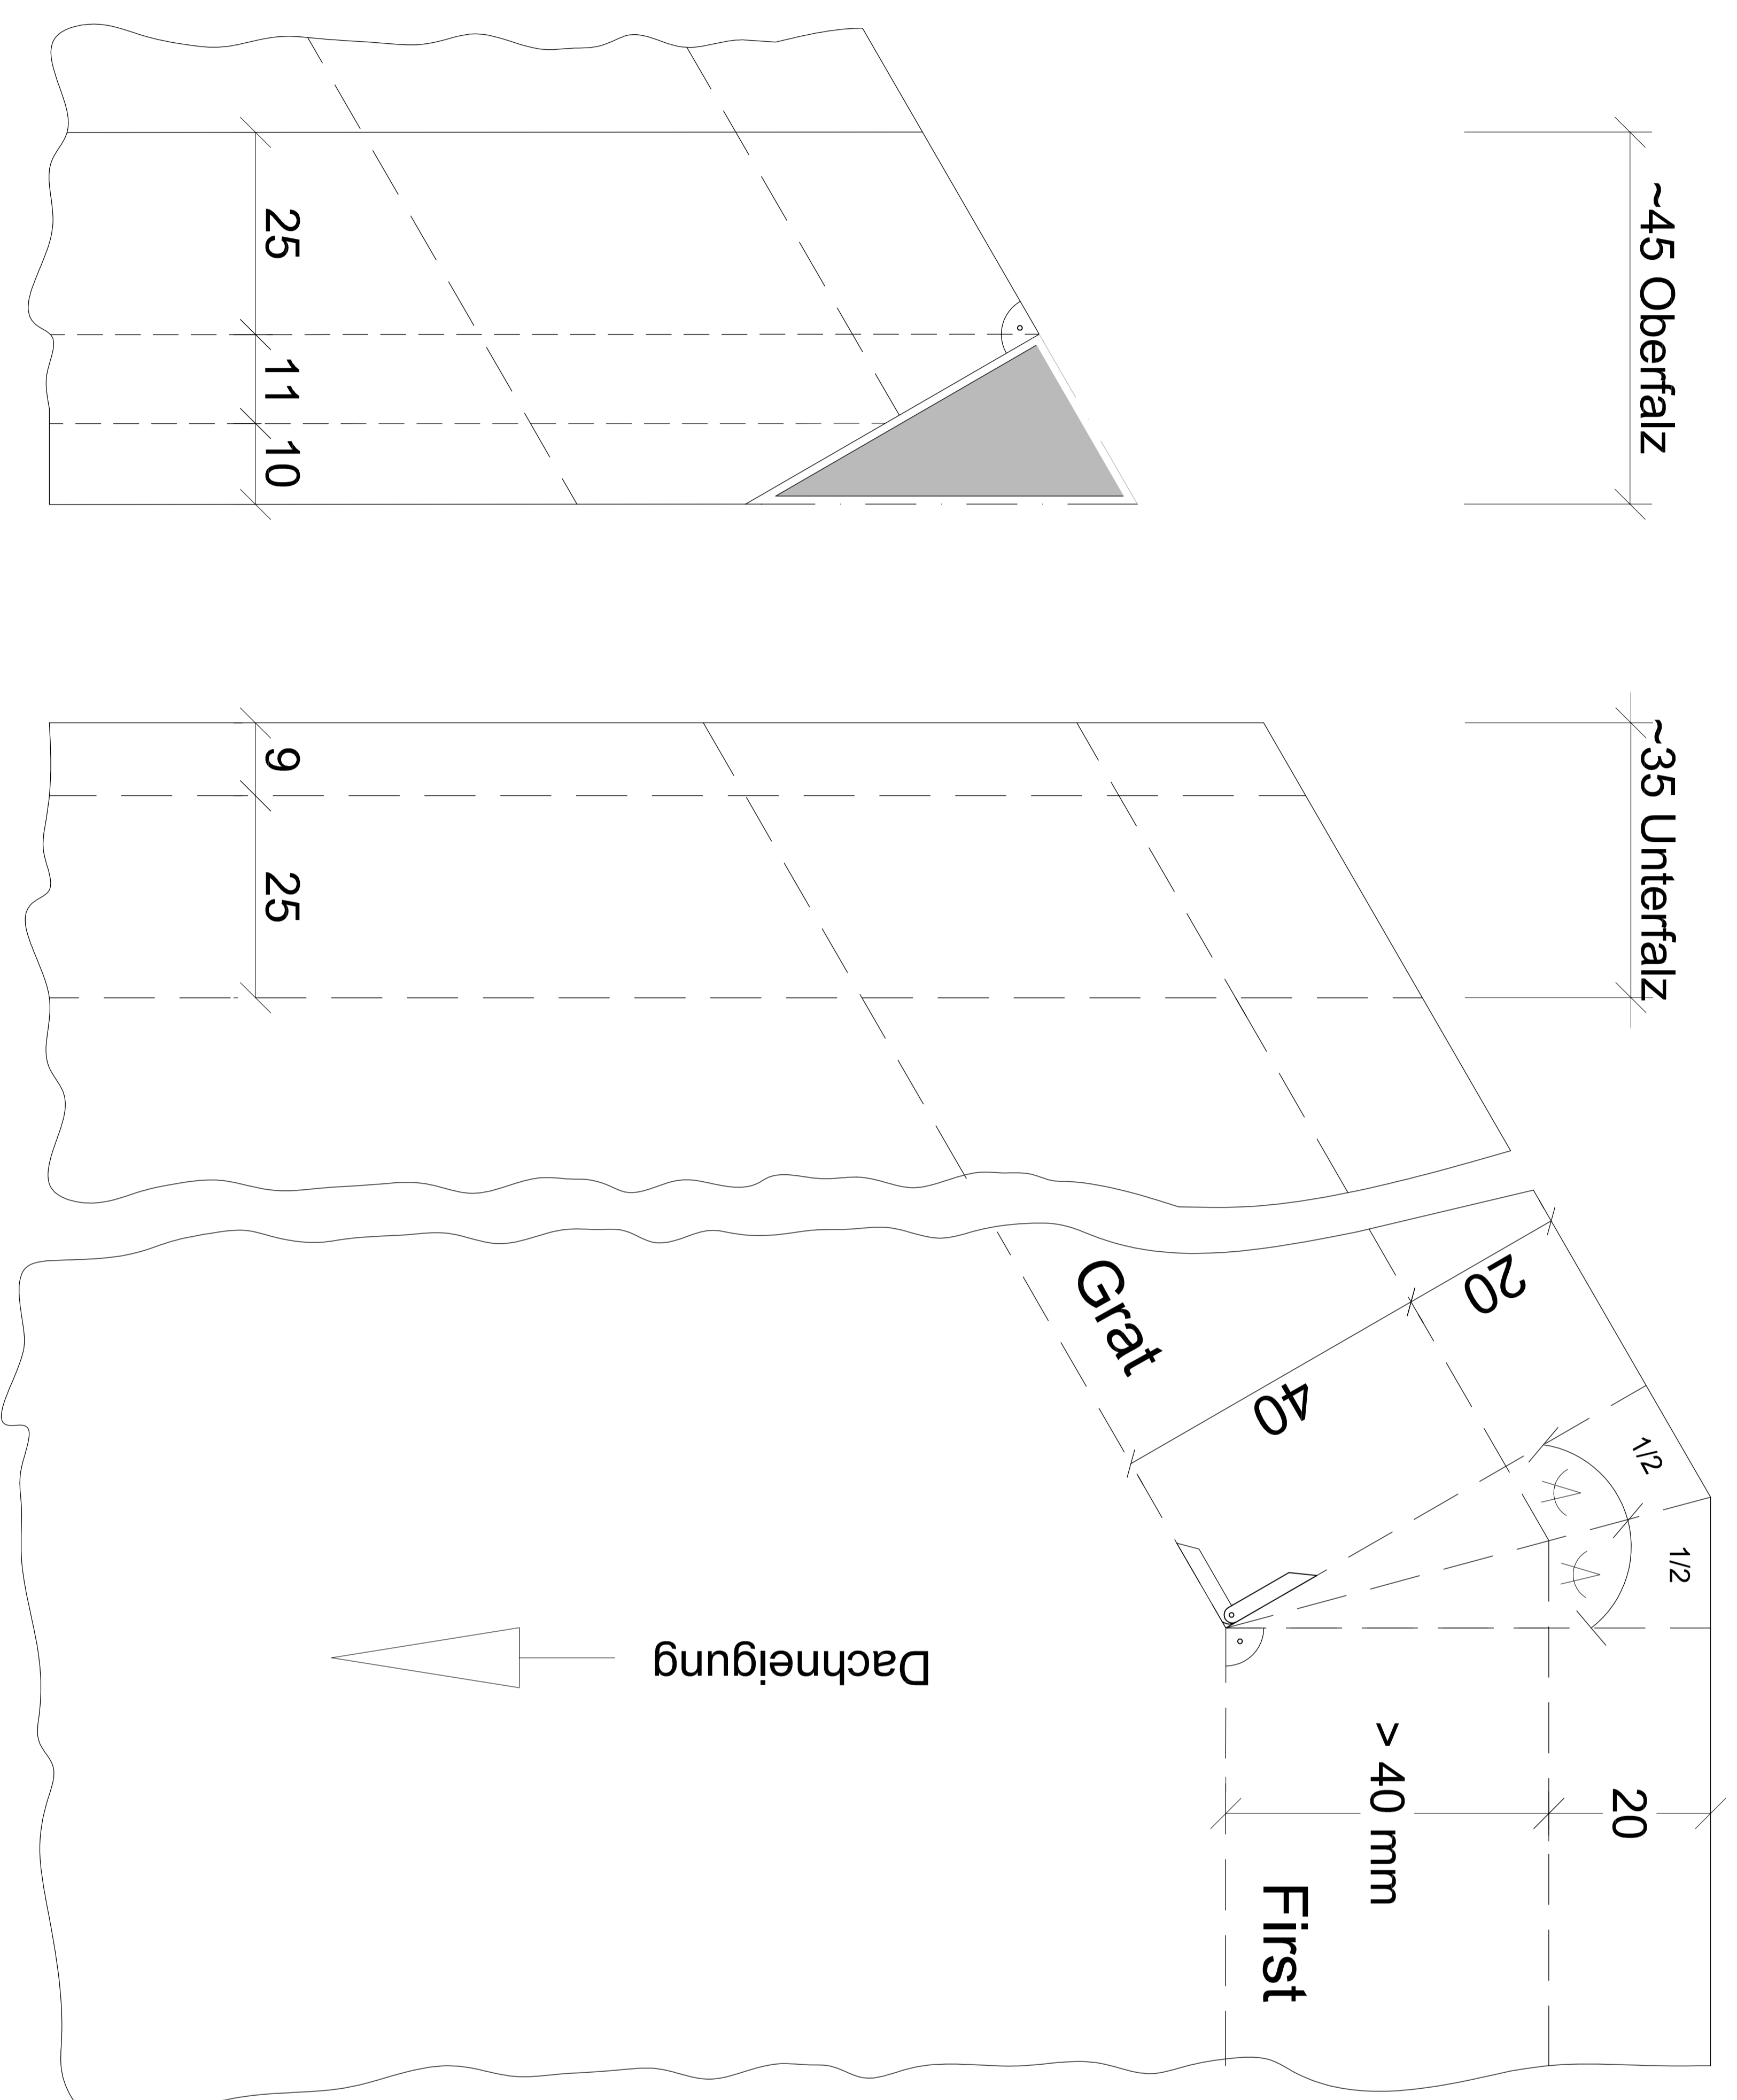 ~45 Oberfalz
25
11
10
~35 Unterfalz
9
25
Grat
20
40
1/2
1/2
Dachneigung
> 40 mm
20
First